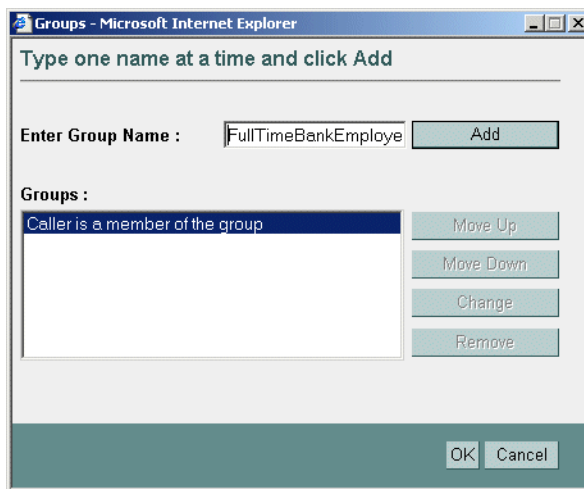 Groups - Microsoft Internet Explorer
Type one name at a time and click Add
Enter Group Name :
FullTimeBankEmploye
Add
Groups :
Caller is a member of the group
Move Up
Move Down
Change
Remove
OK
Cancel